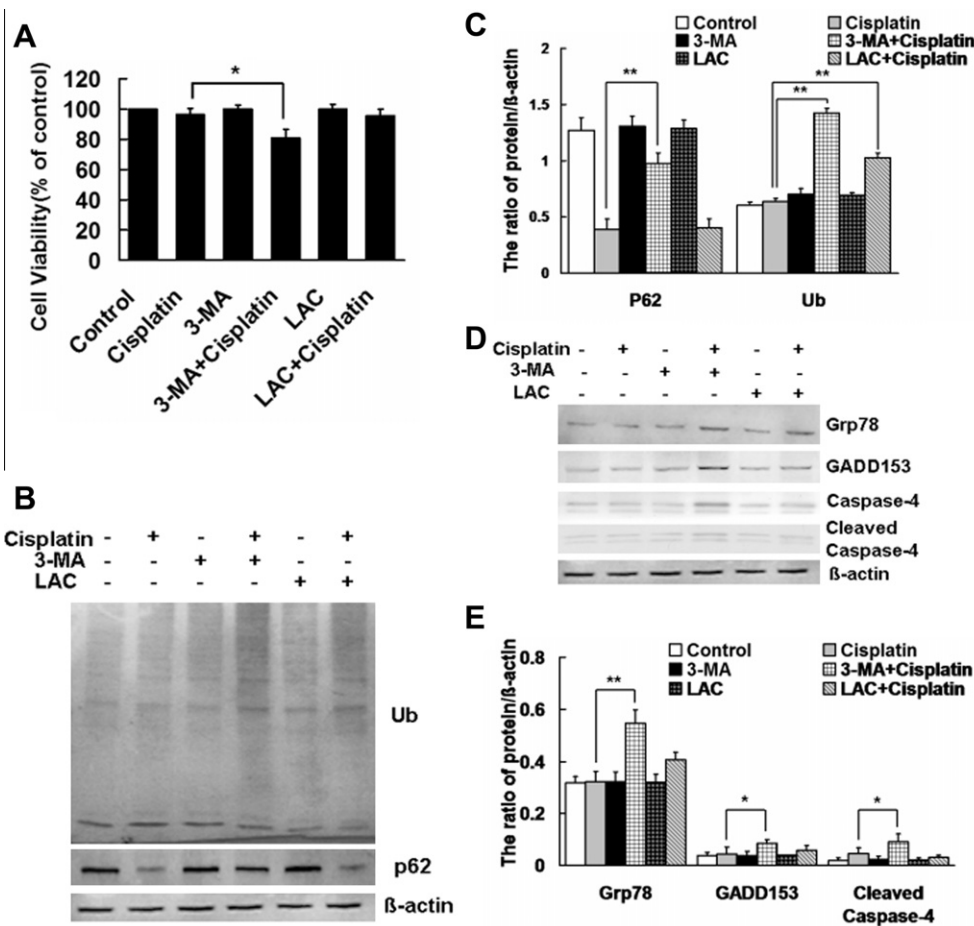 A
*
Cell Viability(% of control)
120
100
80
60
40
20
0
Control
Cisplatin
3-MA
3-MA+Cisplatin
LAC
LAC+Cisplatin
B
Cisplatin - + - + - +
3-MA - - + + - -
LAC - - - - + +
Ub
p62
ß-actin
C
Control Cisplatin
3-MA 3-MA+Cisplatin
LAC LAC+Cisplatin
The ratio of protein/ß-actin
2
1.5
1
0.5
0
** ** **
P62 Ub
D
Cisplatin - + - + - +
3-MA - - + + - -
LAC - - - - + +
Grp78
GADD153
Caspase-4
Cleaved
Caspase-4
ß-actin
E
Control Cisplatin
3-MA 3-MA+Cisplatin
LAC LAC+Cisplatin
The ratio of protein/ß-actin
0.8
0.6
0.4
0.2
0
** * *
Grp78 GADD153 Cleaved
Caspase-4